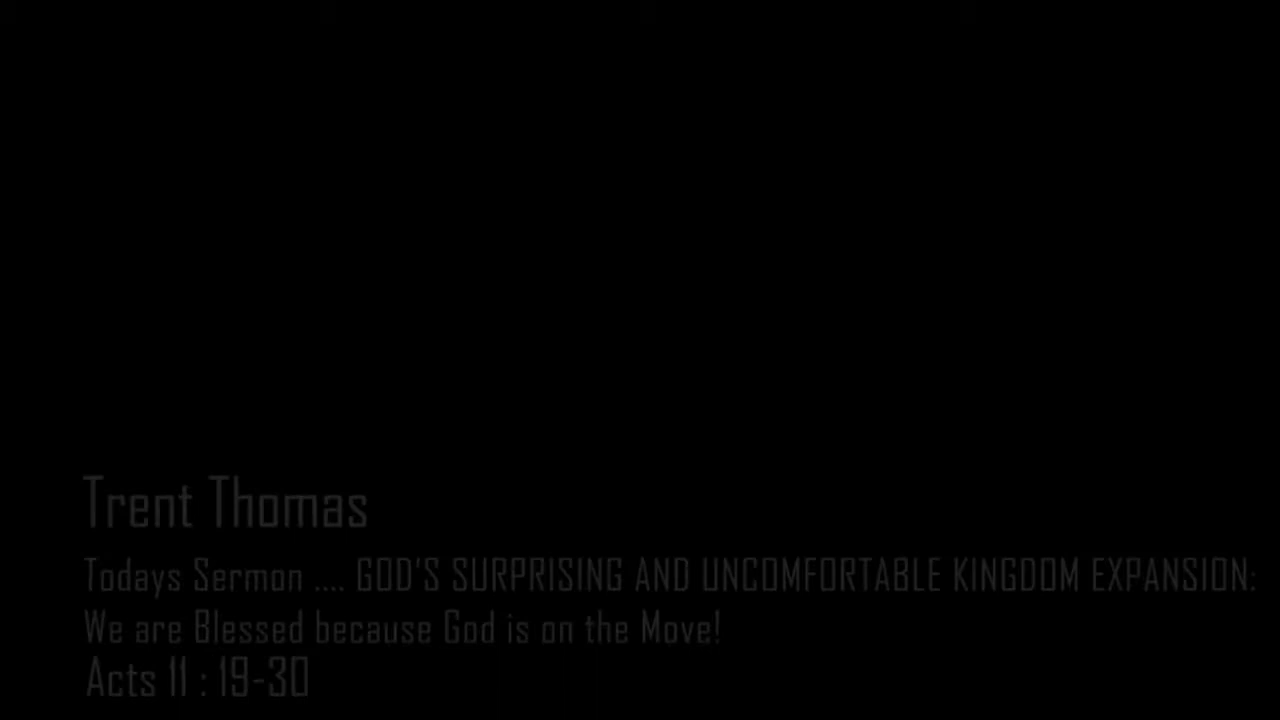 Trent Thomas
Todays Sermon .... GOD'S SURPRISING AND UNCOMFORTABLE KINGDOM EXPANSION:
We are Blessed because God is on the Move!
Acts 11 : 19-30